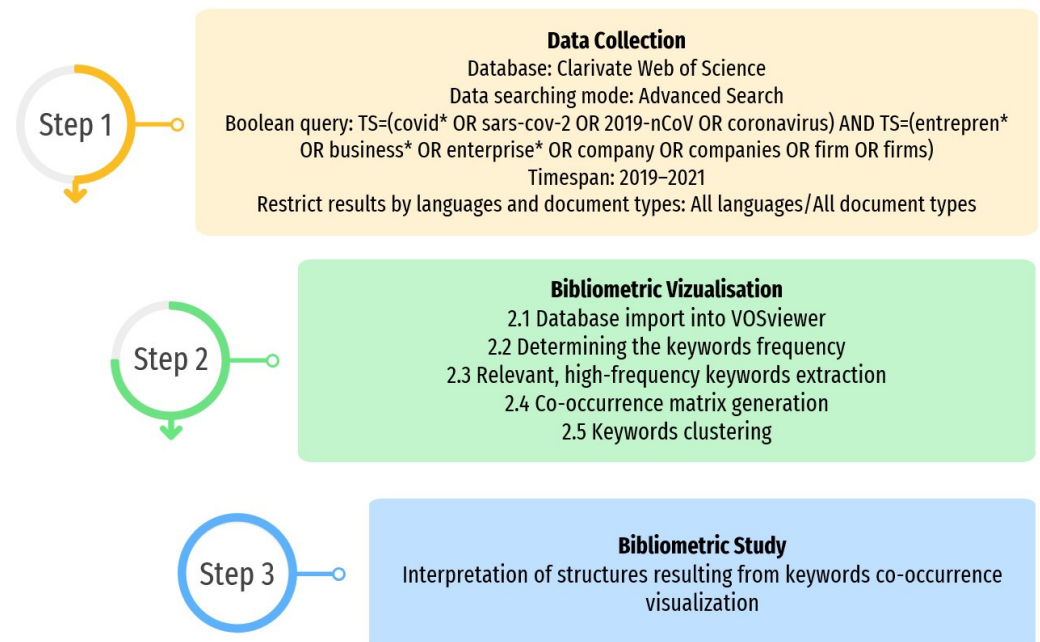 Step 1
Data Collection
Database: Clarivate Web of Science
Data searching mode: Advanced Search
Boolean query: TS=(covid* OR sars-cov-2 OR 2019-nCoV OR coronavirus) AND TS=(entrepren*
OR business* OR enterprise* OR company OR companies OR firm OR firms)
Timespan: 2019–2021
Restrict results by languages and document types: All languages/All document types
Step 2
Bibliometric Vizualisation
2.1 Database import into VOSviewer
2.2 Determining the keywords frequency
2.3 Relevant, high-frequency keywords extraction
2.4 Co-occurrence matrix generation
2.5 Keywords clustering
Step 3
Bibliometric Study
Interpretation of structures resulting from keywords co-occurrence
visualization